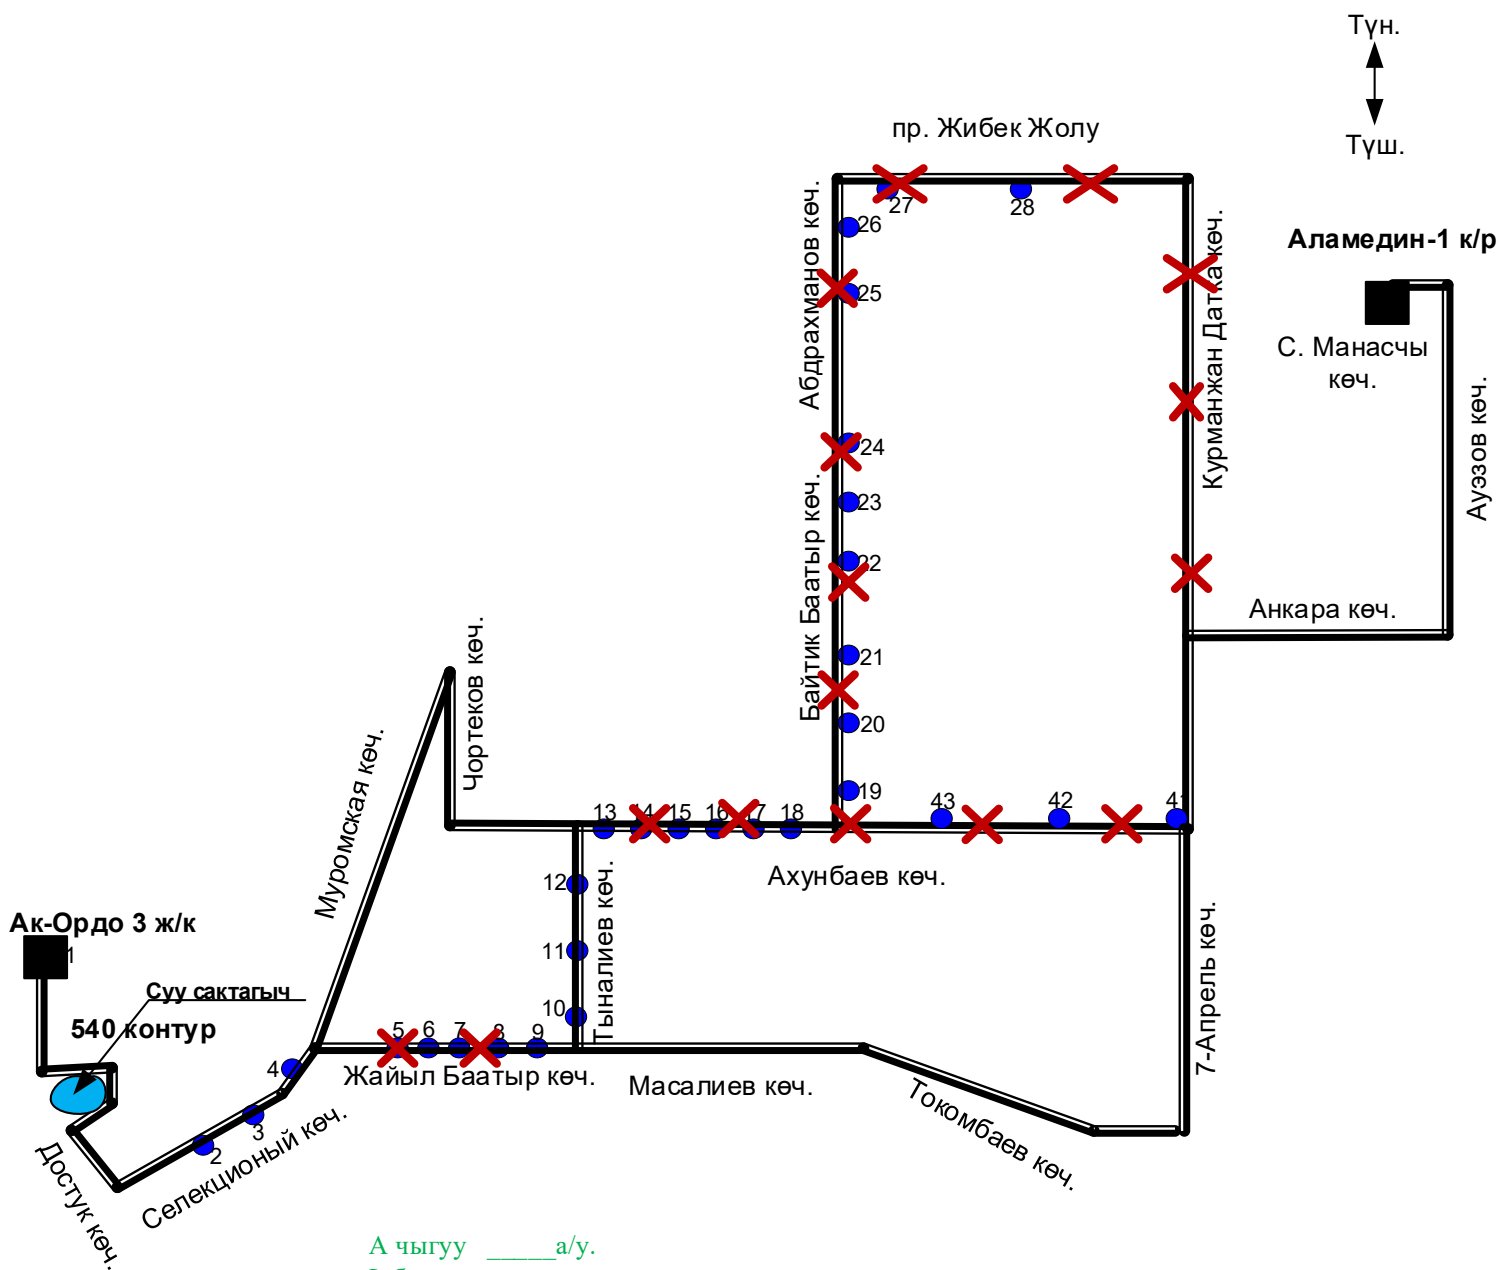 Түн.
Түш.
пр. Жибек Жолу
27
28
26
25
24
23
22
21
20
19
Абдрахманов көч.
Байтик Баатыр көч.
Курманжан Датка көч.
Аламедин-1 к/р
С. Манасчы
көч.
Ауэзов көч.
Анкара көч.
Чортеков көч.
Муромская көч.
13
14
15
16
17
18
43
42
41
Ахунбаев көч.
12
11
10
Тыналиев көч.
7-Апрель көч.
Ак-Ордо 3 ж/к
1
Суу сактагыч
540 контур
4
5
6
7
8
9
Жайыл Баатыр көч.
Масалиев көч.
Токомбаев көч.
3
2
Селекционый көч.
Достук көч.
А чыгуу _____а/у.